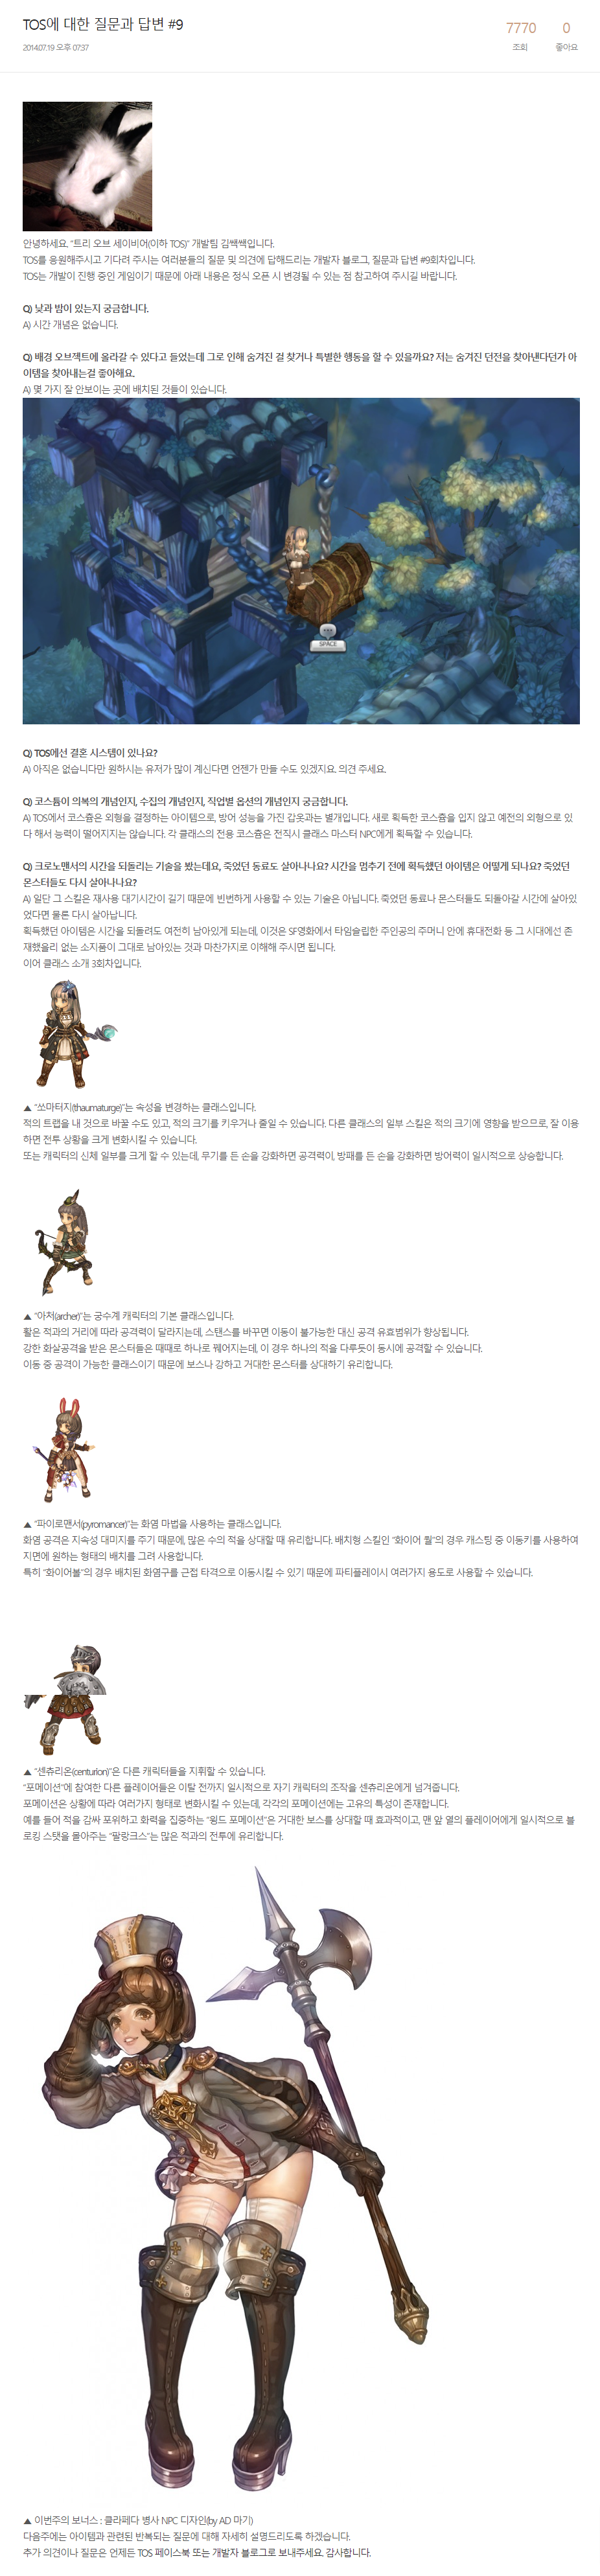 TOS에 대한 질문과 답변 #9
2014.07.19 오후 07:37
7770
조회
0
좋아요
안녕하세요. "트리 오브 세이비어(이하 TOS)" 개발팀 김쌕쌕입니다.
TOS를 응원해주시고 기다려 주시는 여러분들의 질문 및 의견에 답해드리는 개발자 블로그, 질문과 답변 #9회차입니다.
TOS는 개발이 진행 중인 게임이기 때문에 아래 내용은 정식 오픈 시 변경될 수 있는 점 참고하여 주시길 바랍니다.
Q) 낮과 밤이 있는지 궁금합니다.
A) 시간 개념은 없습니다.
Q) 배경 오브젝트에 올라갈 수 있다고 들었는데 그로 인해 숨겨진 걸 찾거나 특별한 행동을 할 수 있을까요? 저는 숨겨진 던전을 찾아낸다던가 아
이템을 찾아내는걸 좋아해요.
A) 몇 가지 잘 안보이는 곳에 배치된 것들이 있습니다.
SPACE
Q) TOS에선 결혼 시스템이 있나요?
A) 아직은 없습니다만 원하시는 유저가 많이 계신다면 언젠가 만들 수도 있겠지요. 의견 주세요.
Q) 코스튬이 의복의 개념인지, 수집의 개념인지, 직업별 옵션의 개념인지 궁금합니다.
A) TOS에서 코스츔은 외형을 결정하는 아이템으로, 방어 성능을 가진 갑옷과는 별개입니다. 새로 획득한 코스츔을 입지 않고 예전의 외형으로 있
다 해서 능력이 떨어지지는 않습니다. 각 클래스의 전용 코스츔은 전직시 클래스 마스터 NPC에게 획득할 수 있습니다.
Q) 크로노맨서의 시간을 되돌리는 기술을 봤는데요, 죽었던 동료도 살아나나요? 시간을 멈추기 전에 획득했던 아이템은 어떻게 되나요? 죽었던
몬스터들도 다시 살아나나요?
A) 일단 그 스킬은 재사용 대기시간이 길기 때문에 빈번하게 사용할 수 있는 기술은 아닙니다. 죽었던 동료나 몬스터들도 되돌아갈 시간에 살아있
었다면 물론 다시 살아납니다.
획득했던 아이템은 시간을 되돌려도 여전히 남아있게 되는데, 이것은 SF영화에서 타임슬립한 주인공의 주머니 안에 휴대전화 등 그 시대에선 존
재했을리 없는 소지품이 그대로 남아있는 것과 마찬가지로 이해해 주시면 됩니다.
이어 클래스 소개 3회차입니다.
▲ "쏘마터지(thaumaturge)"는 속성을 변경하는 클래스입니다.
적의 트랩을 내 것으로 바꿀 수도 있고, 적의 크기를 키우거나 줄일 수 있습니다. 다른 클래스의 일부 스킬은 적의 크기에 영향을 받으므로, 잘 이용
하면 전투 상황을 크게 변화시킬 수 있습니다.
또는 캐릭터의 신체 일부를 크게 할 수 있는데, 무기를 든 손을 강화하면 공격력이, 방패를 든 손을 강화하면 방어력이 일시적으로 상승합니다.
▲ "아처(archer)"는 궁수계 캐릭터의 기본 클래스입니다.
활은 적과의 거리에 따라 공격력이 달라지는데, 스탠스를 바꾸면 이동이 불가능한 대신 공격 유효범위가 향상됩니다.
강한 화살공격을 받은 몬스터들은 때때로 하나로 꿰어지는데, 이 경우 하나의 적을 다루듯이 동시에 공격할 수 있습니다.
이동 중 공격이 가능한 클래스이기 때문에 보스나 강하고 거대한 몬스터를 상대하기 유리합니다.
▲ "파이로맨서(pyromancer)"는 화염 마법을 사용하는 클래스입니다.
화염 공격은 지속성 대미지를 주기 때문에, 많은 수의 적을 상대할 때 유리합니다. 배치형 스킬인 "화이어 월"의 경우 캐스팅 중 이동키를 사용하여
지면에 원하는 형태의 배치를 그려 사용합니다.
특히 "화이어볼"의 경우 배치된 화염구를 근접 타격으로 이동시킬 수 있기 때문에 파티플레이시 여러가지 용도로 사용할 수 있습니다.
▲ "센츄리온(centurion)"은 다른 캐릭터들을 지휘할 수 있습니다.
"포메이션"에 참여한 다른 플레이어들은 이탈 전까지 일시적으로 자기 캐릭터의 조작을 센츄리온에게 넘겨줍니다.
포메이션은 상황에 따라 여러가지 형태로 변화시킬 수 있는데, 각각의 포메이션에는 고유의 특성이 존재합니다.
예를 들어 적을 감싸 포위하고 화력을 집중하는 "윙드 포메이션"은 거대한 보스를 상대할 때 효과적이고, 맨 앞 열의 플레이어에게 일시적으로 블
로킹 스탯을 몰아주는 "팔랑크스"는 많은 적과의 전투에 유리합니다.
▲ 이번주의 보너스 : 클라페다 병사 NPC 디자인(by AD 마기)
다음주에는 아이템과 관련된 반복되는 질문에 대해 자세히 설명드리도록 하겠습니다.
추가 의견이나 질문은 언제든 TOS 페이스북 또는 개발자 블로그로 보내주세요. 감사합니다.